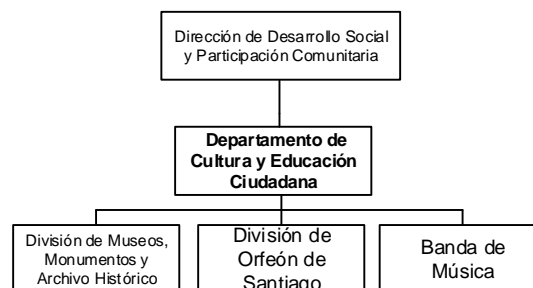 Dirección de Desarrollo Social
y Participación Comunitaria
Departamento de
Cultura y Educación
Ciudadana
División de Museos,
Monumentos y
Archivo Histórico
División de
Orfeón de
Santiago
Banda de
Música